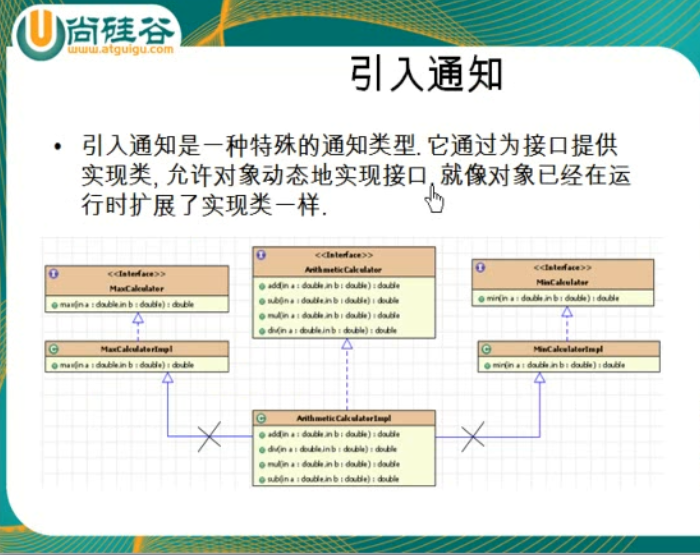 尚硅谷
www.atguigu.com
引入通知
• 引入通知是一种特殊的通知类型.它通过为接口提供
实现类, 允许对象动态地实现接口, 就像对象已经在运
行时扩展了实现类一样.
<<Interface>>
MaxCalculator
max(in a : double,in b : double) : double
MaxCalculatorImpl
max(in a : double,in b : double) : double
<<Interface>>
ArithmeticCalculator
add(in a : double,in b : double) : double
sub(in a : double,in b : double) : double
mul(in a : double,in b : double) : double
div(in a : double,in b : double) : double
<<Interface>>
MinCalculator
min(in a : double,in b : double) : double
MinCalculatorImpl
min(in a : double,in b : double) : double
ArithmeticCalculatorImpl
add(in a : double,in b : double) : double
div(in a : double,in b : double) : double
mul(in a : double,in b : double) : double
sub(in a : double,in b : double) : double